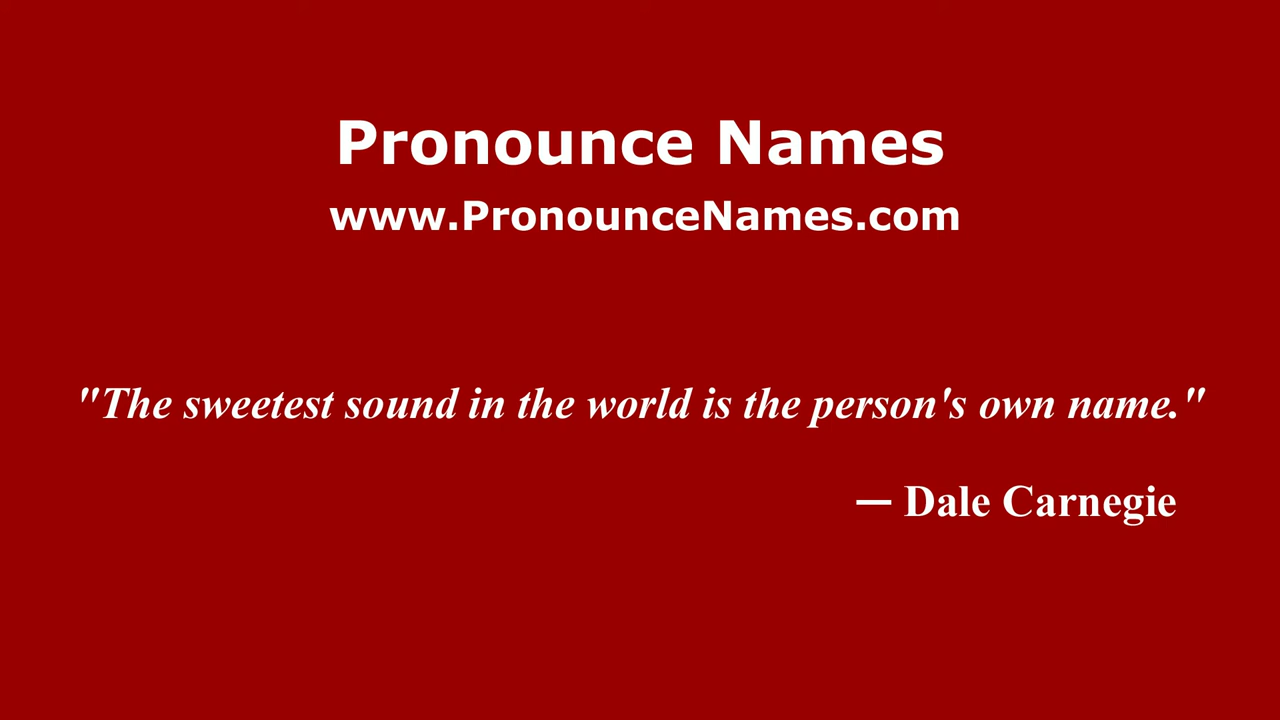 Pronounce Names
www.PronounceNames.com
"The sweetest sound in the world is the person's own name."
— Dale Carnegie